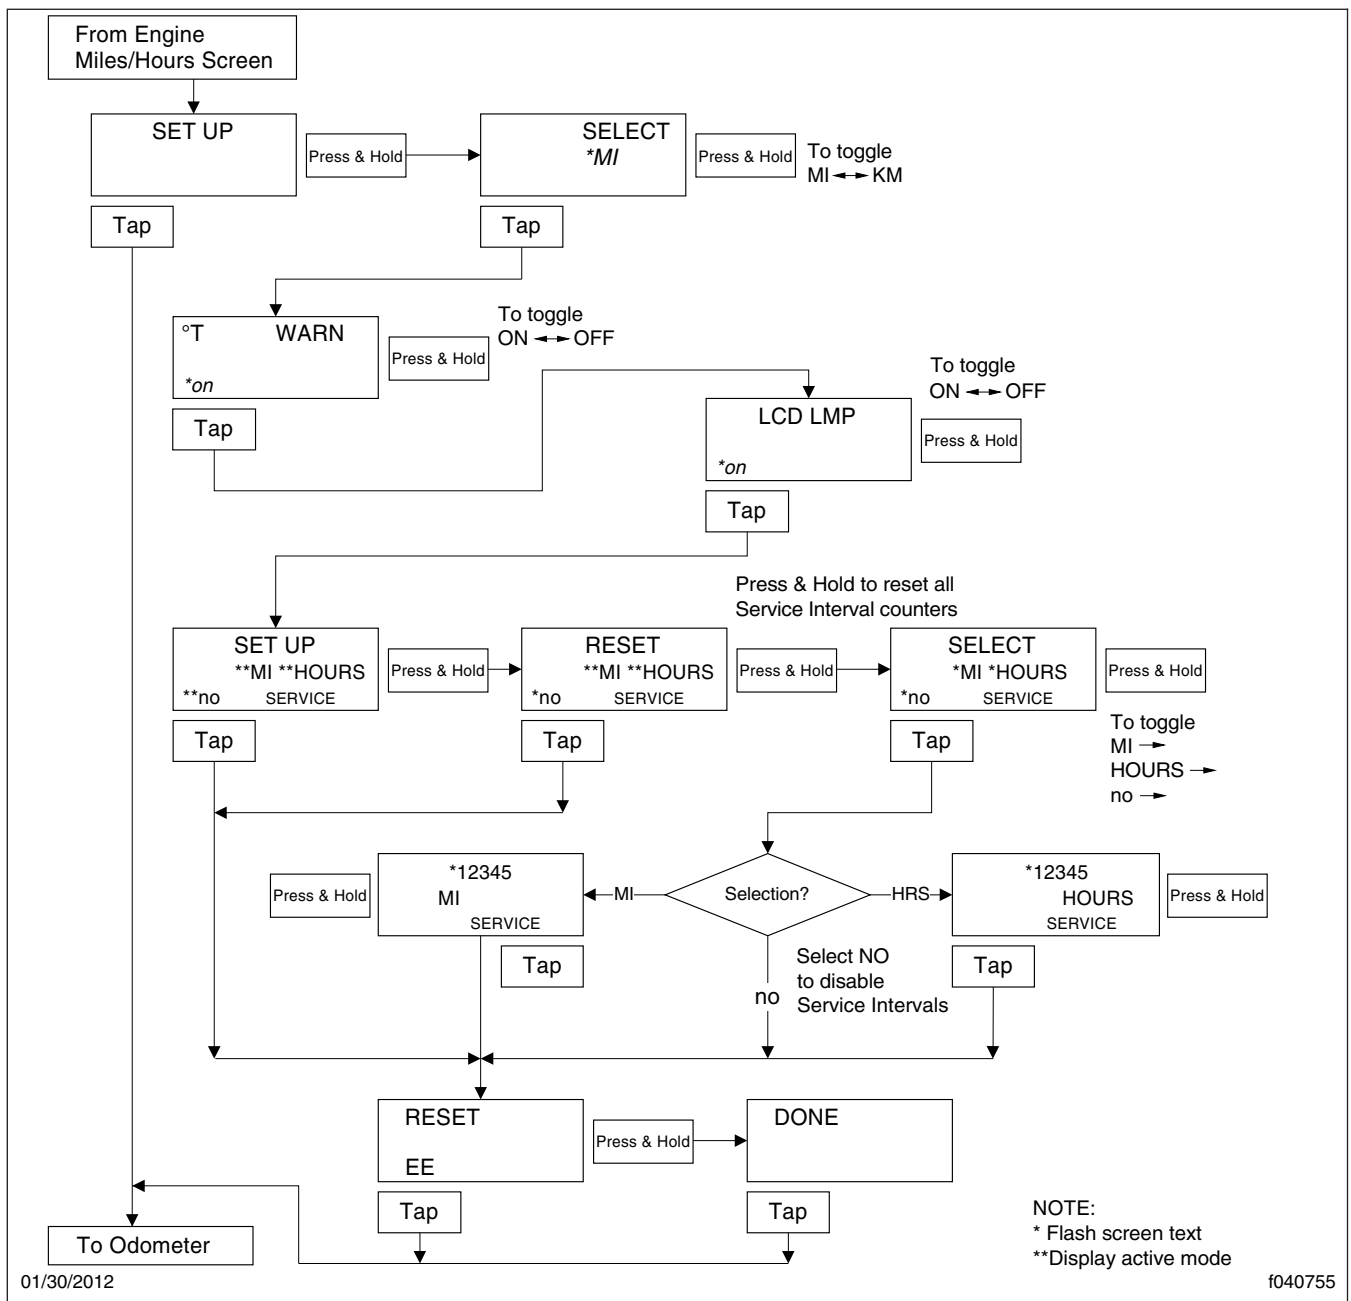 From Engine
Miles/Hours Screen
SET UP
Press & Hold
SELECT
*MI
Press & Hold
To toggle
MI ↔ KM
Tap
Tap
°T WARN
*on
Press & Hold
To toggle
ON ↔ OFF
To toggle
ON ↔ OFF
LCD LMP
*on
Press & Hold
Tap
Tap
Press & Hold to reset all
Service Interval counters
SET UP
**MI **HOURS
**no SERVICE
Press & Hold
RESET
**MI **HOURS
*no SERVICE
Press & Hold
SELECT
*MI *HOURS
*no SERVICE
Press & Hold
Tap
Tap
Tap
To toggle
MI →
HOURS →
no →
Press & Hold
*12345
MI
SERVICE
MI
Selection?
HRS
*12345
HOURS
SERVICE
Press & Hold
Tap
no
Select NO
to disable
Service Intervals
Tap
RESET
EE
Press & Hold
DONE
Tap
Tap
To Odometer
NOTE:
* Flash screen text
**Display active mode
01/30/2012
f040755